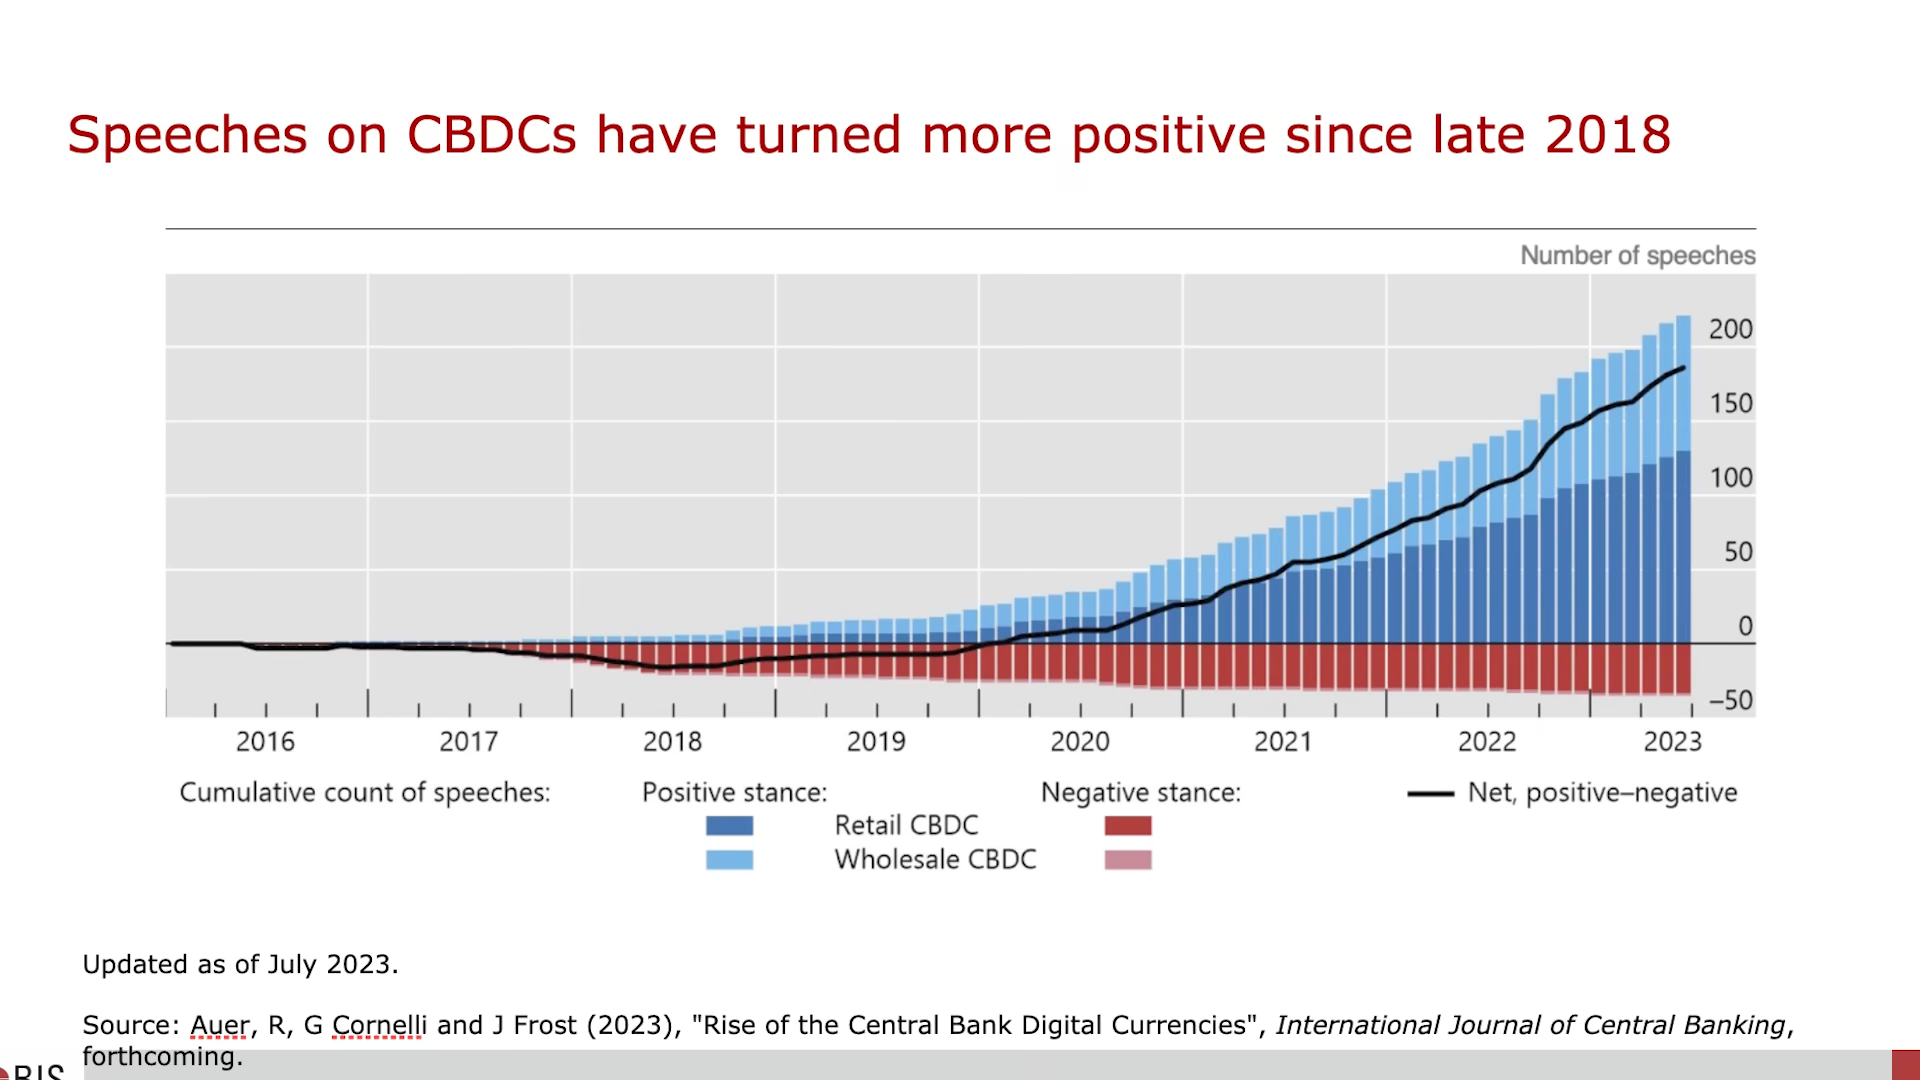 Speeches on CBDCs have turned more positive since late 2018
Number of speeches
200
150
100
50
0
–50
2016 2017 2018 2019 2020 2021 2022 2023
Cumulative count of speeches: Positive stance: Negative stance: Net, positive–negative
Retail CBDC
Wholesale CBDC
Updated as of July 2023.
Source: Auer, R, G Cornelli and J Frost (2023), "Rise of the Central Bank Digital Currencies", International Journal of Central Banking,
forthcoming.
BIS